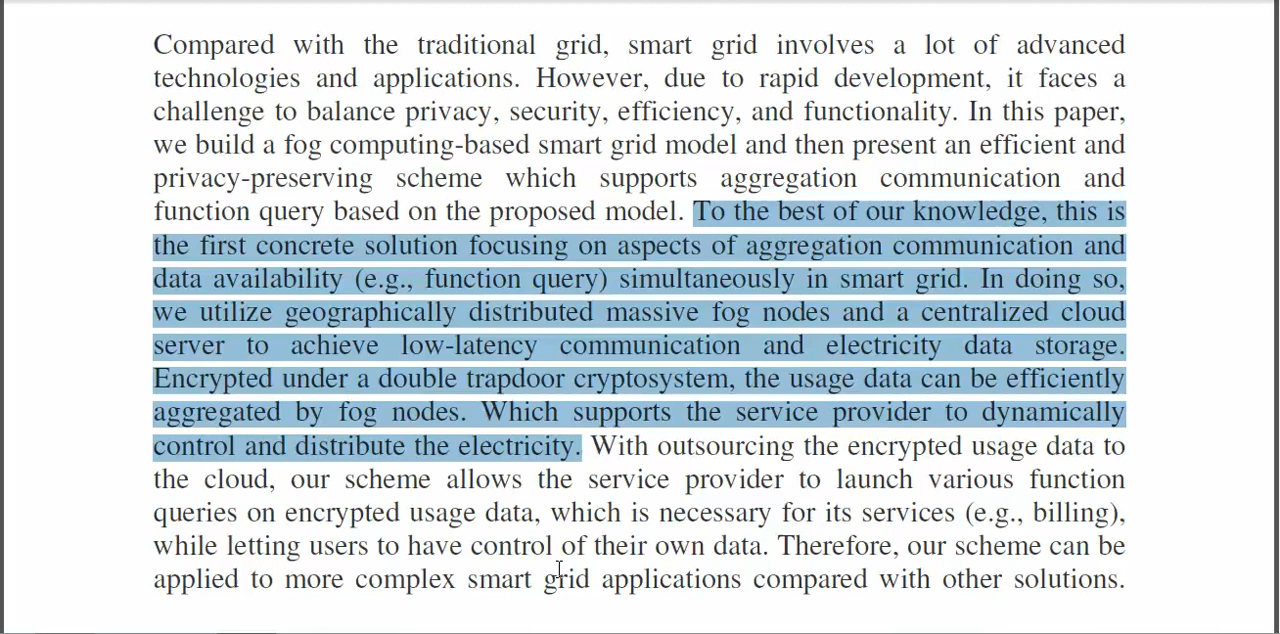 Compared with the traditional grid, smart grid involves a lot of advanced
technologies and applications. However, due to rapid development, it faces a
challenge to balance privacy, security, efficiency, and functionality. In this paper,
we build a fog computing-based smart grid model and then present an efficient and
privacy-preserving scheme which supports aggregation communication and
function query based on the proposed model. To the best of our knowledge, this is
the first concrete solution focusing on aspects of aggregation communication and
data availability (e.g., function query) simultaneously in smart grid. In doing so,
we utilize geographically distributed massive fog nodes and a centralized cloud
server to achieve low-latency communication and electricity data storage.
Encrypted under a double trapdoor cryptosystem, the usage data can be efficiently
aggregated by fog nodes. Which supports the service provider to dynamically
control and distribute the electricity. With outsourcing the encrypted usage data to
the cloud, our scheme allows the service provider to launch various function
queries on encrypted usage data, which is necessary for its services (e.g., billing),
while letting users to have control of their own data. Therefore, our scheme can be
applied to more complex smart grid applications compared with other solutions.